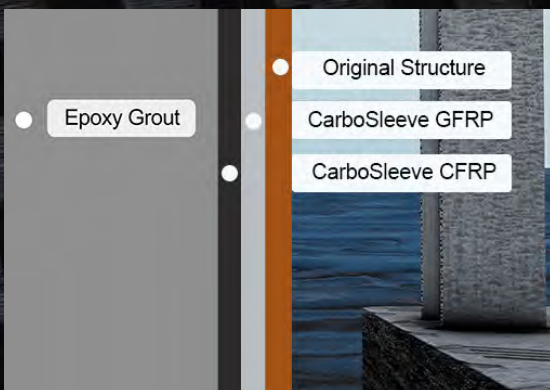 Original Structure
Epoxy Grout
CarboSleeve GFRP
CarboSleeve CFRP